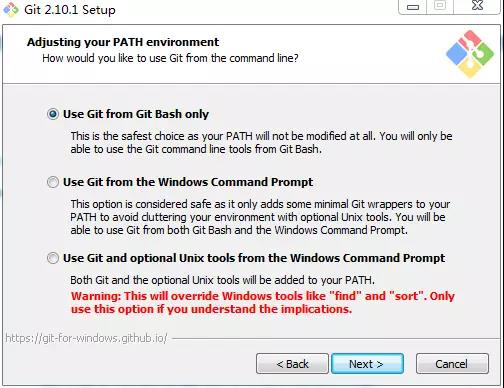 Git 2.10.1 Setup
Adjusting your PATH environment
How would you like to use Git from the command line?
Use Git from Git Bash only
This is the safest choice as your PATH will not be modified at all. You will only be
able to use the Git command line tools from Git Bash.
Use Git from the Windows Command Prompt
This option is considered safe as it only adds some minimal Git wrappers to your
PATH to avoid cluttering your environment with optional Unix tools. You will be
able to use Git from both Git Bash and the Windows Command Prompt.
Use Git and optional Unix tools from the Windows Command Prompt
Both Git and the optional Unix tools will be added to your PATH.
Warning: This will override Windows tools like "find" and "sort". Only
use this option if you understand the implications.
https://git-for-windows.github.io/
< Back
Next >
Cancel